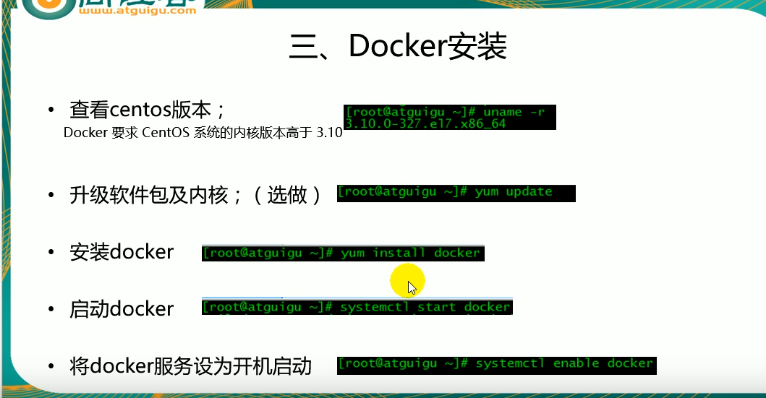 www.atguigu.com
三、Docker安装
• 查看centos版本；
[root@atguigu ~]# uname -r
3.10.0-327.el7.x86_64
Docker 要求 CentOS 系统的内核版本高于 3.10
• 升级软件包及内核；（选做）
[root@atguigu ~]# yum update
• 安装docker
[root@atguigu ~]# yum install docker
• 启动docker
[root@atguigu ~]# systemctl start docker
• 将docker服务设为开机启动
[root@atguigu ~]# systemctl enable docker